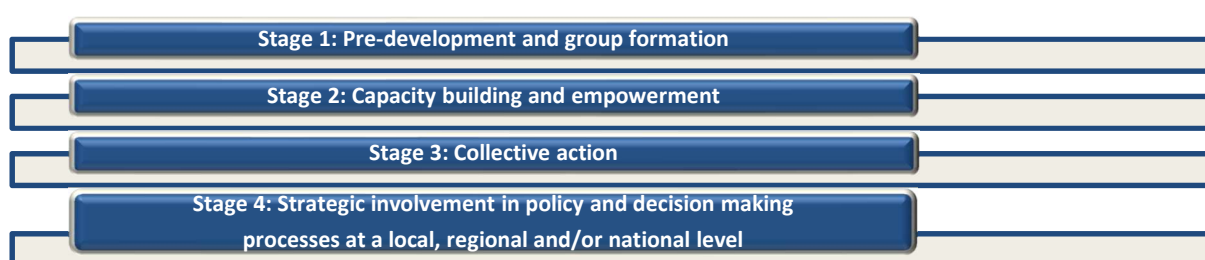 Stage 1: Pre-development and group formation
Stage 2: Capacity building and empowerment
Stage 3: Collective action
Stage 4: Strategic involvement in policy and decision making
processes at a local, regional and/or national level